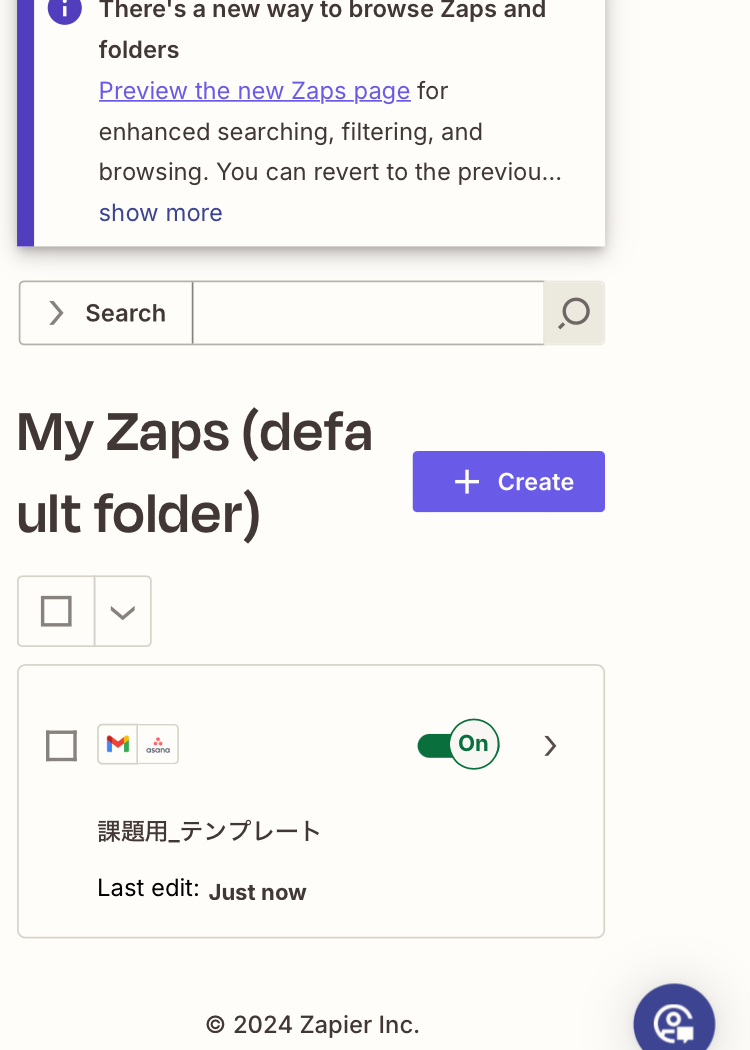 There's a new way to browse Zaps and
folders
Preview the new Zaps page for
enhanced searching, filtering, and
browsing. You can revert to the previou...
show more
Search
My Zaps (defa
ult folder)
Create
asana
On
課題用_テンプレート
Last edit: Just now
© 2024 Zapier Inc.